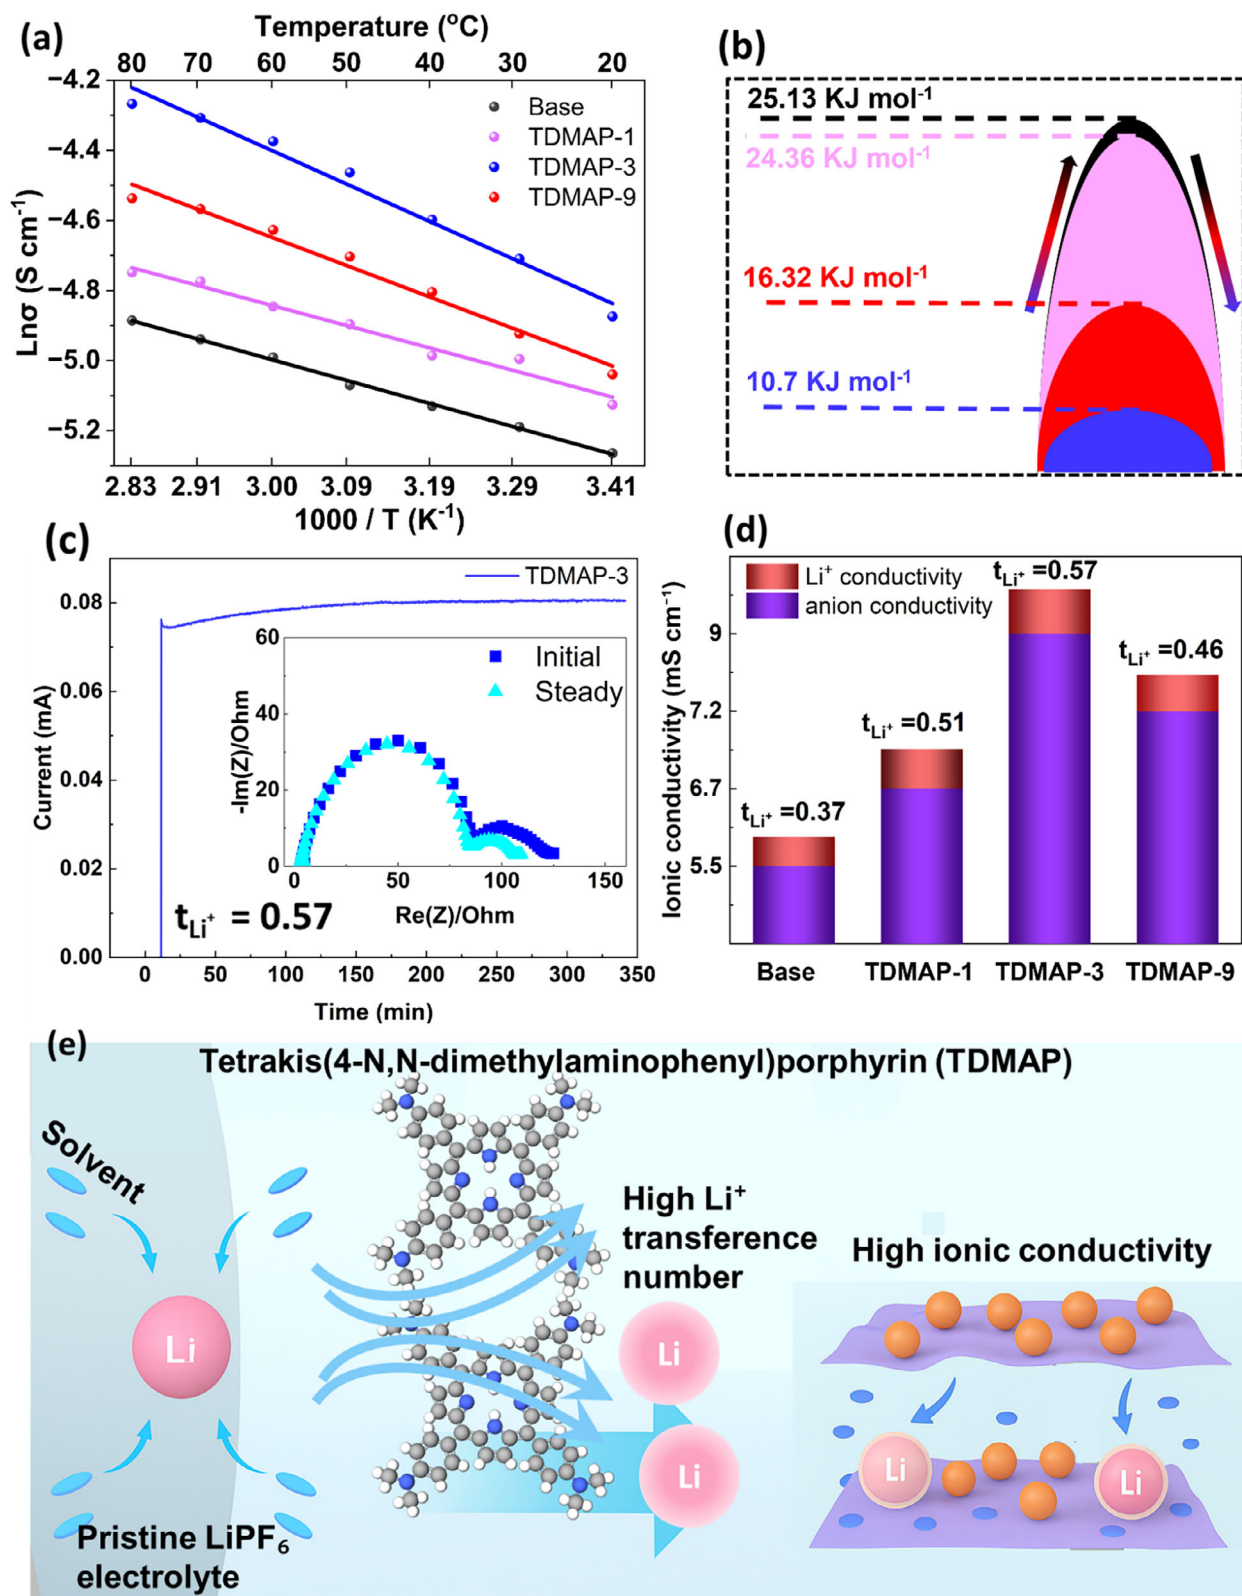 (a)
Temperature (°C)
80 70 60 50 40 30 20
−4.2
−4.4
−4.6
−4.8
−5.0
−5.2
Lnσ (S cm⁻¹)
Base
TDMAP-1
TDMAP-3
TDMAP-9
2.83 2.91 3.00 3.09 3.19 3.29 3.41
1000 / T (K⁻¹)
(b)
25.13 KJ mol⁻¹
24.36 KJ mol⁻¹
16.32 KJ mol⁻¹
10.7 KJ mol⁻¹
(c)
TDMAP-3
0.08
0.06
0.04
0.02
0.00
Current (mA)
60
40
20
0
-Im(Z)/Ohm
Initial
Steady
0 50 100 150
Re(Z)/Ohm
t_Li⁺ = 0.57
0 50 100 150 200 250 300 350
Time (min)
(d)
Li⁺ conductivity
anion conductivity
Ionic conductivity (mS cm⁻¹)
9
7.2
6.7
5.5
t_Li⁺ =0.37
t_Li⁺ =0.51
t_Li⁺ =0.57
t_Li⁺ =0.46
Base TDMAP-1 TDMAP-3 TDMAP-9
(e)
Tetrakis(4-N,N-dimethylaminophenyl)porphyrin (TDMAP)
Solvent
Li
Pristine LiPF₆
electrolyte
High Li⁺
transference
number
Li
Li
High ionic conductivity
Li
Li